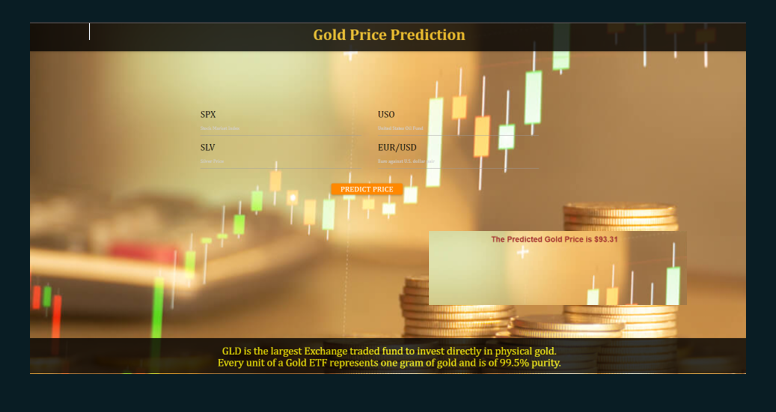 Gold Price Prediction
SPX
USO
SLV
EUR/USD
PREDICT PRICE
The Predicted Gold Price is $93.31
GLD is the largest Exchange traded fund to invest directly in physical gold.
Every unit of a Gold ETF represents one gram of gold and is of 99.5% purity.